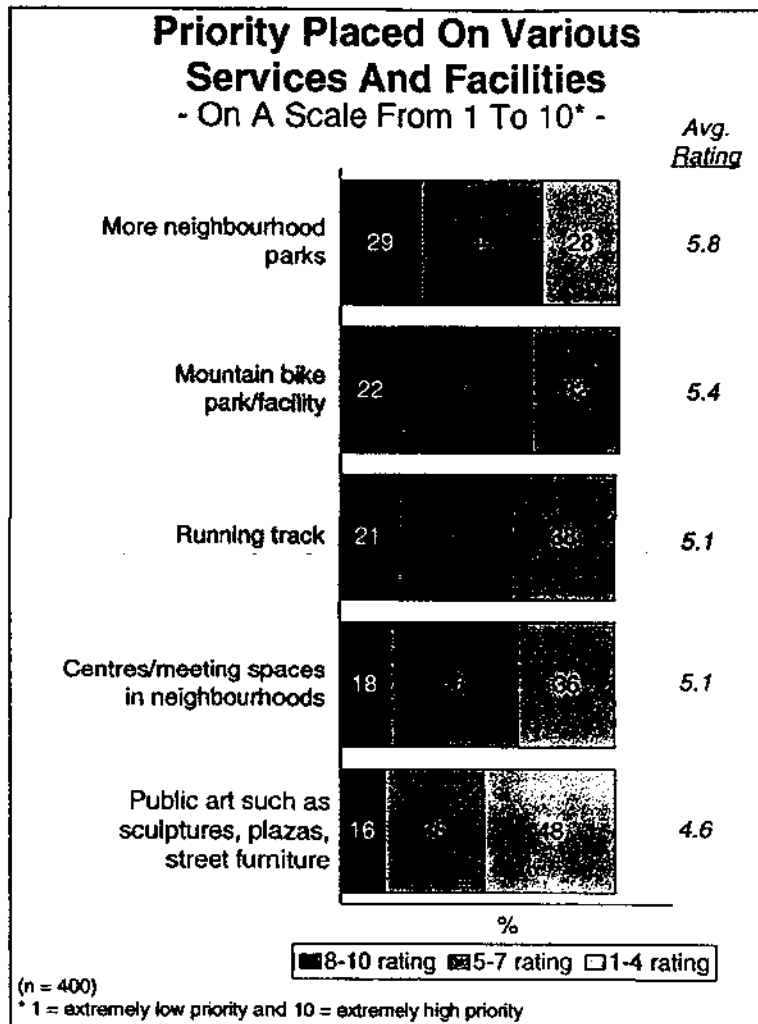 Priority Placed On Various
Services And Facilities
- On A Scale From 1 To 10* -
Avg.
Rating
More neighbourhood
parks
29
28
5.8
Mountain bike
park/facility
22
5.4
Running track
21
38
5.1
Centres/meeting spaces
in neighbourhoods
18
36
5.1
Public art such as
sculptures, plazas,
street furniture
16
48
4.6
%
8-10 rating 5-7 rating 1-4 rating
(n = 400)
* 1 = extremely low priority and 10 = extremely high priority